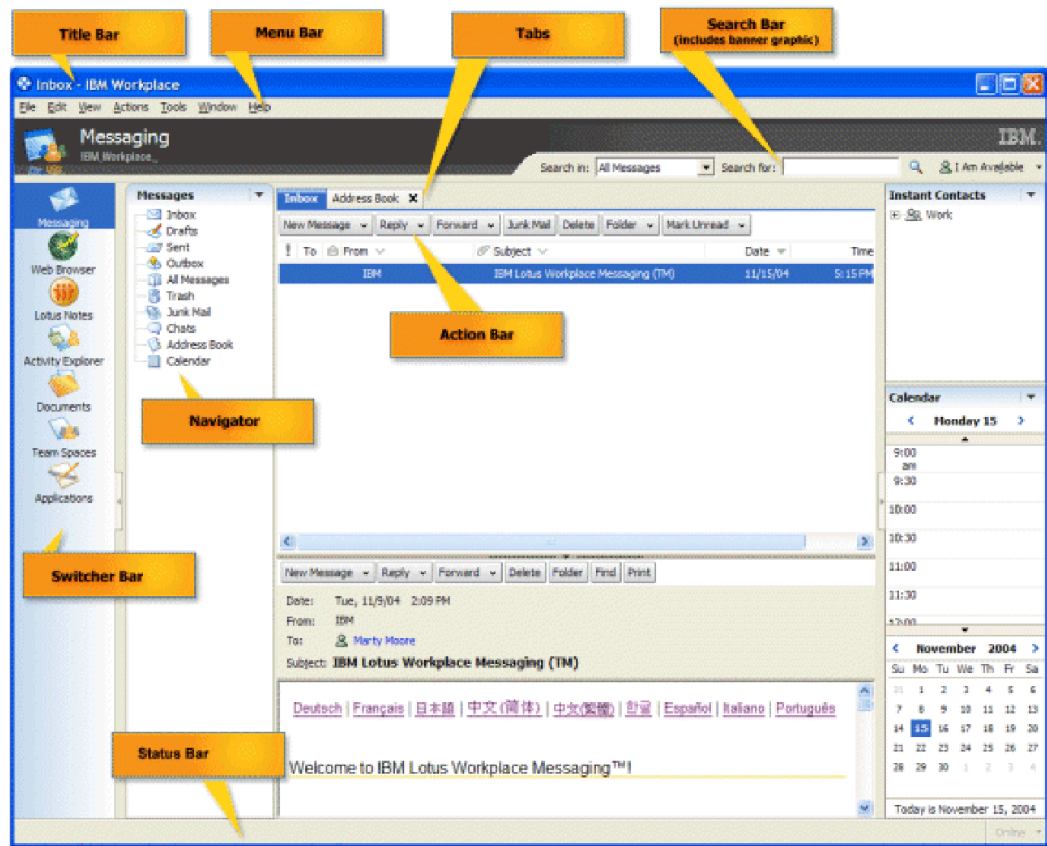 Title Bar
Menu Bar
Tabs
Search Bar
(includes banner graphic)
Inbox - IBM Workplace
File Edit View Actions Tools Window Help
Messaging
IBM_Workplace_
IBM.
Search in: All Messages Search for: I Am Available
Messaging
Web Browser
Lotus Notes
Activity Explorer
Documents
Team Spaces
Applications
Switcher Bar
Messages
Inbox
Drafts
Sent
Outbox
All Messages
Trash
Junk Mail
Chats
Address Book
Calendar
Navigator
Inbox Address Book X
New Message Reply Forward Junk Mail Delete Folder Mark Unread
! To From Subject Date Time
IBM IBM Lotus Workplace Messaging (TM) 11/15/04 5:15 PM
Action Bar
New Message Reply Forward Delete Folder Find Print
Date: Tue, 11/9/04 2:09 PM
From: IBM
To: Marty Moore
Subject: IBM Lotus Workplace Messaging (TM)
Deutsch | Français | 日本語 | 中文(简体) | 中文(繁體) | 한글 | Español | Italiano | Português
Welcome to IBM Lotus Workplace Messaging™!
Status Bar
Instant Contacts
Work
Calendar
Monday 15
9:00
am
9:30
10:00
10:30
11:00
11:30
12:00
November 2004
Su Mo Tu We Th Fr Sa
31 1 2 3 4 5 6
7 8 9 10 11 12 13
14 15 16 17 18 19 20
21 22 23 24 25 26 27
28 29 30 1 2 3 4
Today is November 15, 2004
Online